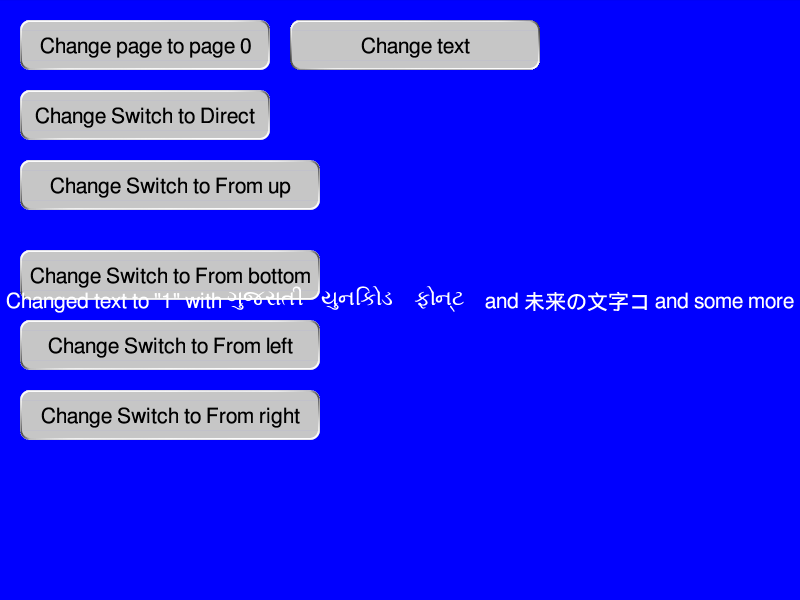 Change page to page 0
Change text
Change Switch to Direct
Change Switch to From up
Change Switch to From bottom
Changed text to "1" with ગુજરાતી યુનિકોડ ફોન્ટ and 未来の文字コ and some more
Change Switch to From left
Change Switch to From right